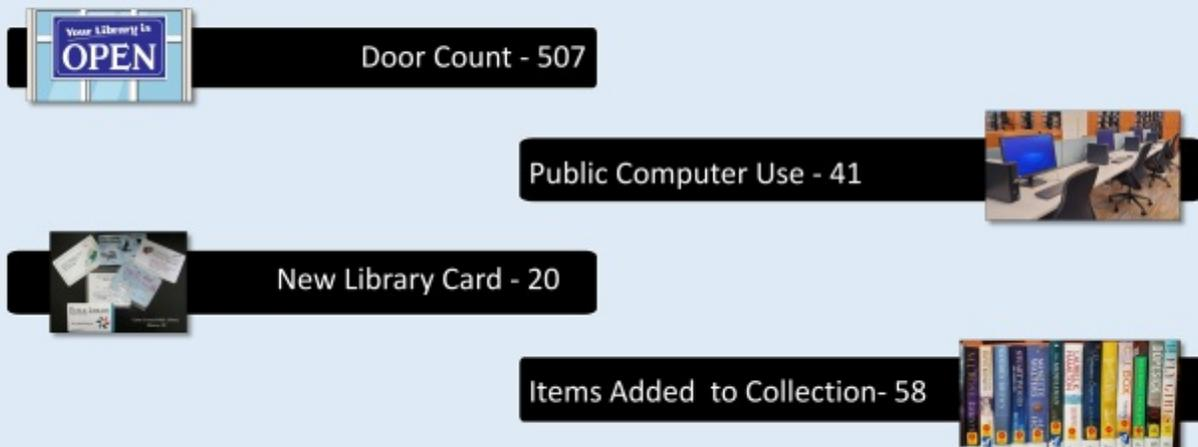 Your Library is
OPEN
Door Count - 507
Public Computer Use - 41
New Library Card - 20
Items Added  to Collection- 58